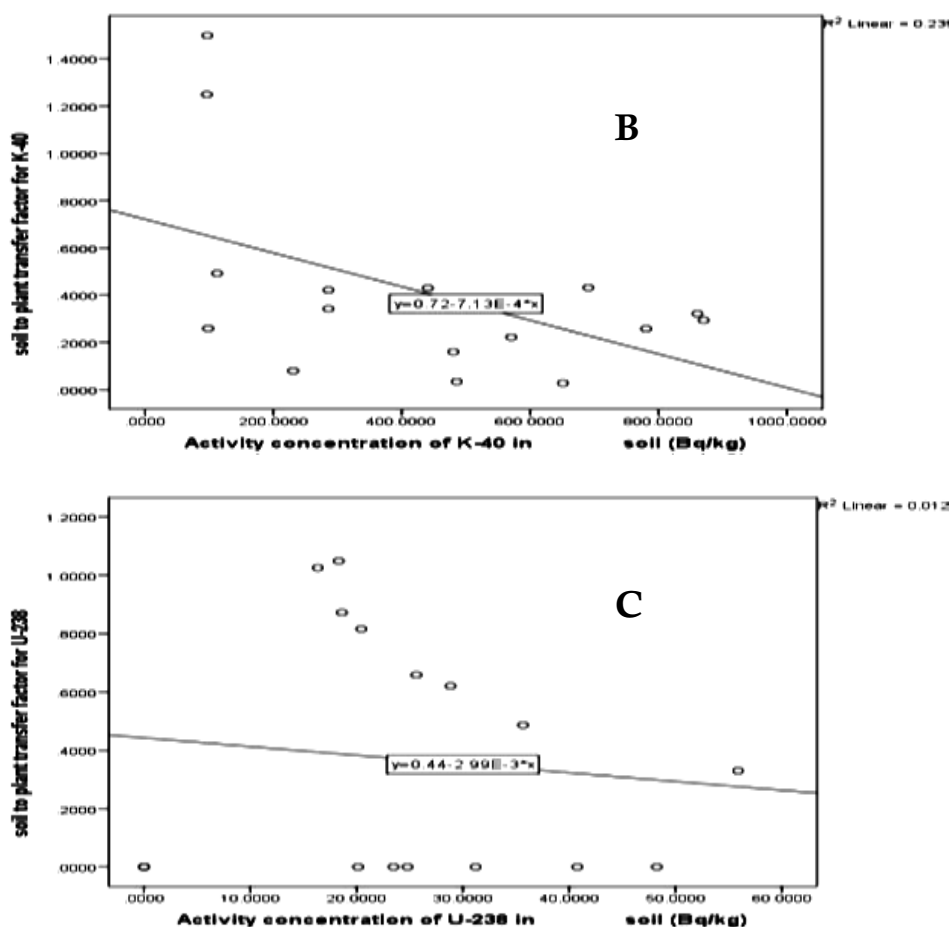 R² Linear = 0.239
1.4000
1.2000
1.0000
.8000
.6000
.4000
.2000
.0000
soil to plant transfer factor for K-40
B
y=0.72-7.13E-4*x
.0000 200.0000 400.0000 600.0000 800.0000 1000.0000
Activity concentration of K-40 in soil (Bq/kg)
R² Linear = 0.012
1.2000
1.0000
.8000
.6000
.4000
.2000
.0000
soil to plant transfer factor for U-238
C
y=0.44-2.99E-3*x
.0000 10.0000 20.0000 30.0000 40.0000 50.0000 60.0000
Activity concentration of U-238 in soil (Bq/kg)